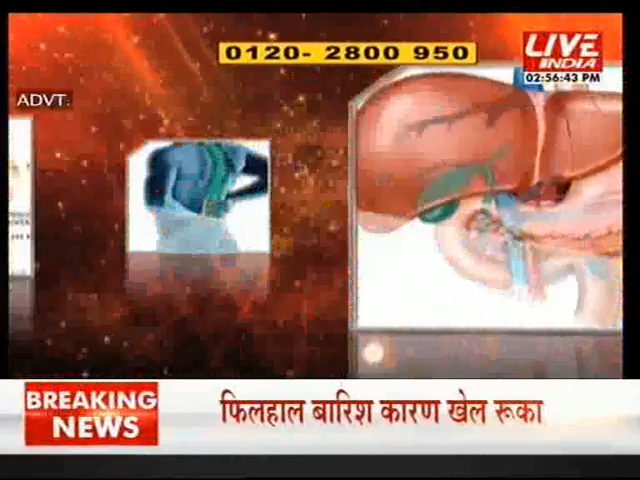 0120- 2800 950
LIVE
INDIA
02:56:43 PM
ADVT.
BREAKING
NEWS
फिलहाल बारिश कारण खेल रूका